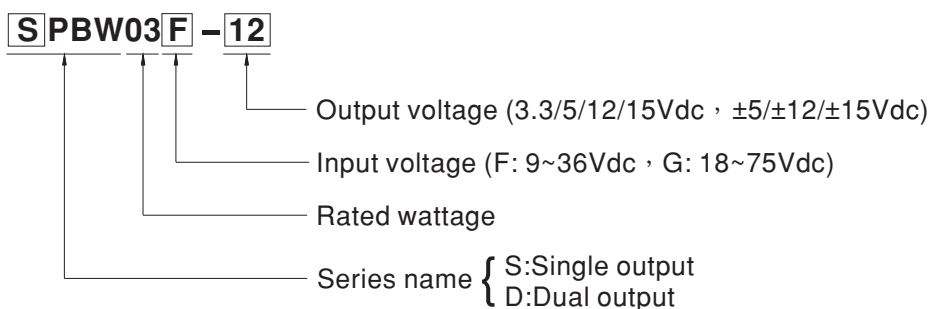 SPBW03F-12
Output voltage (3.3/5/12/15Vdc，±5/±12/±15Vdc)
Input voltage (F: 9~36Vdc，G: 18~75Vdc)
Rated wattage
Series name { S:Single output
D:Dual output